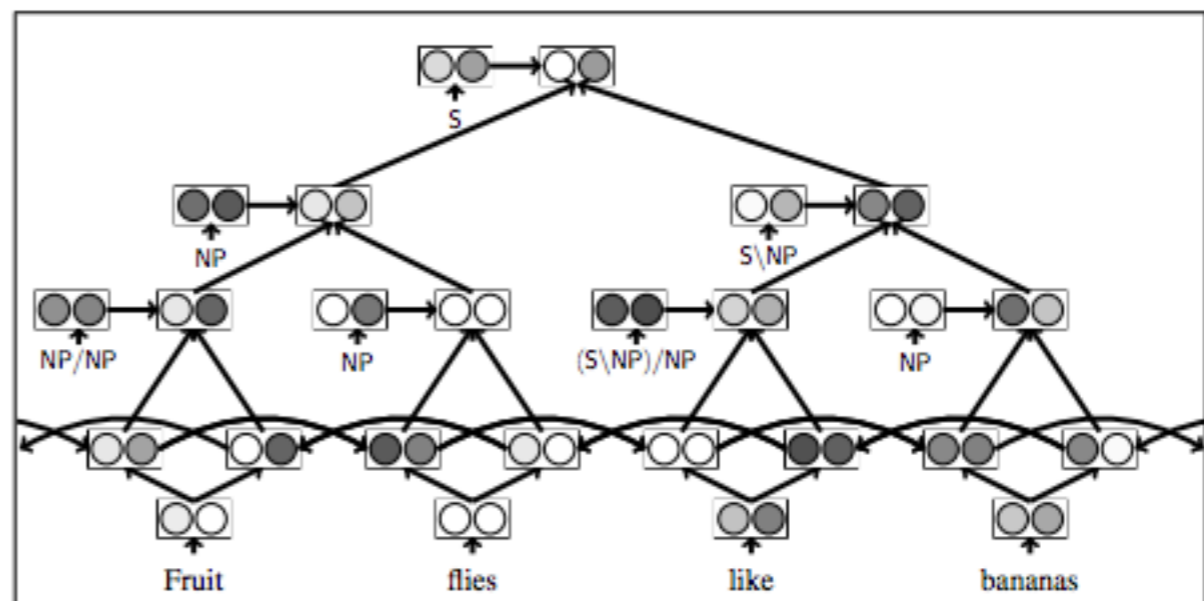 S
NP
S\NP
NP/NP
NP
(S\NP)/NP
NP
Fruit flies like bananas